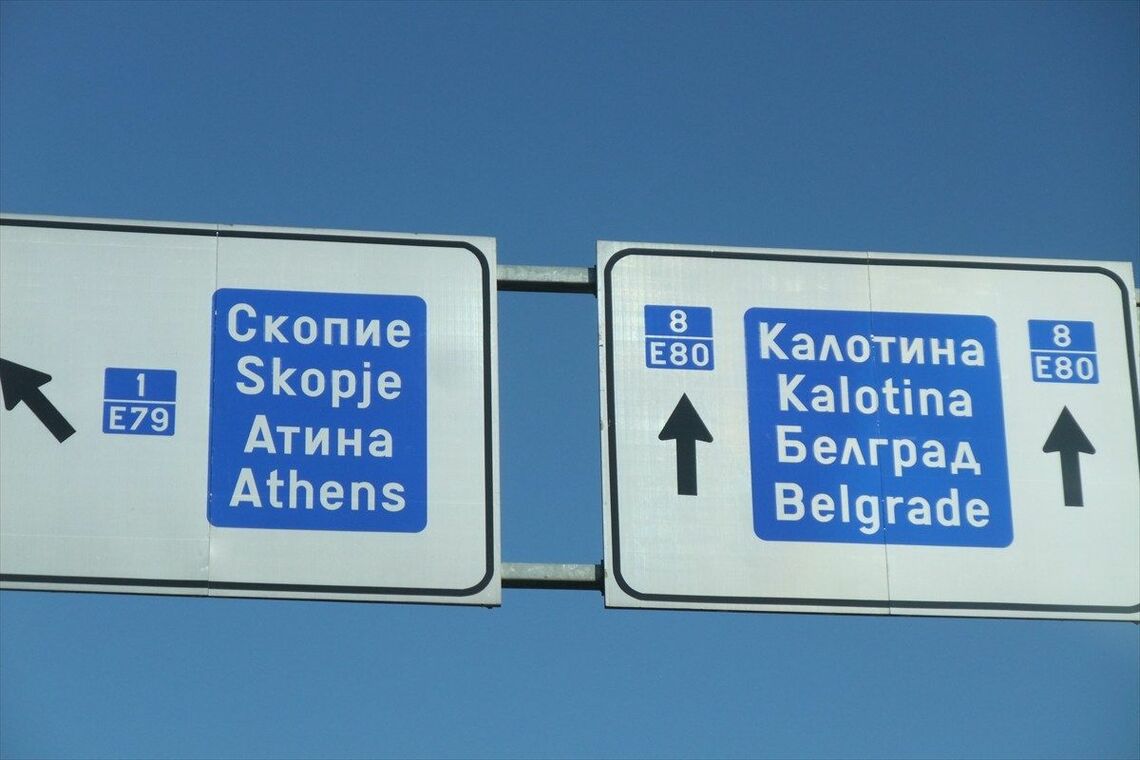 1
E79
Скопие
Skopje
Атина
Athens
8
E80
Калотина
Kalotina
Белград
Belgrade
8
E80